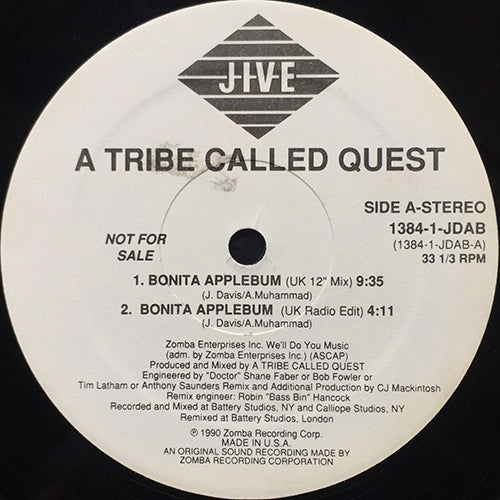 J·I·V·E
A TRIBE CALLED QUEST
SIDE A-STEREO
1384-1-JDAB
(1384-1-JDAB-A)
33 1/3 RPM
NOT FOR
SALE
1. BONITA APPLEBUM (UK 12" Mix) 9:35
(J. Davis/A.Muhammad)
2. BONITA APPLEBUM (UK Radio Edit) 4:11
(J. Davis/A.Muhammad)
Zomba Enterprises Inc. We'll Do You Music
(adm. by Zomba Enterprises Inc.) (ASCAP)
Produced and Mixed by A TRIBE CALLED QUEST
Engineered by "Doctor" Shane Faber or Bob Fowler or
Tim Latham or Anthony Saunders Remix and Additional Production by CJ Mackintosh
Remix engineer: Robin "Bass Bin" Hancock
Recorded and Mixed at Battery Studios, NY and Calliope Studios, NY
Remixed at Battery Studios, London
℗ 1990 Zomba Recording Corp.
MADE IN U.S.A.
AN ORIGINAL SOUND RECORDING MADE BY
ZOMBA RECORDING CORPORATION